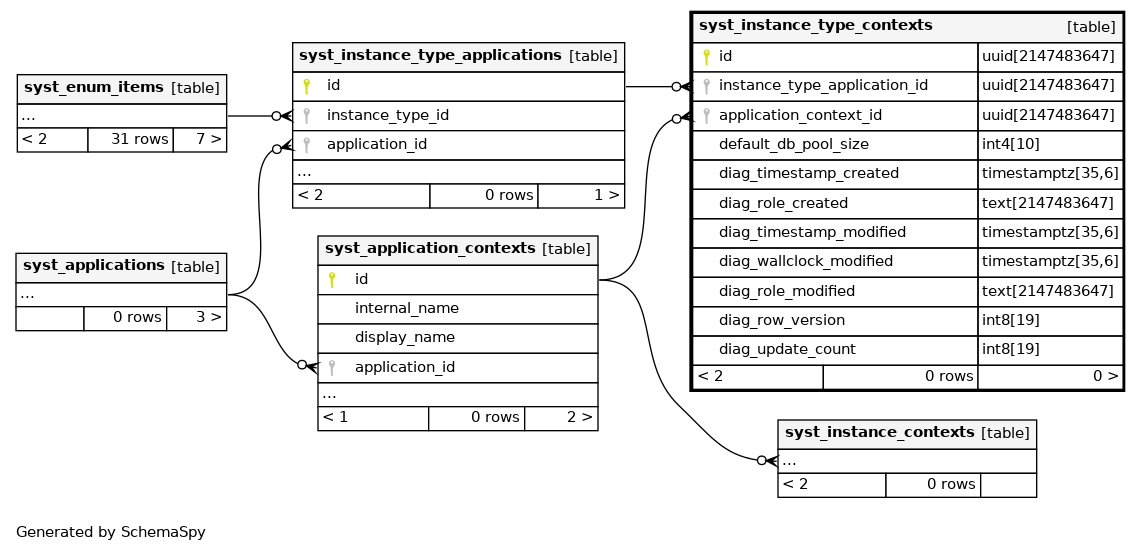 syst_enum_items [table]
...
< 2 31 rows 7 >
syst_applications [table]
...
0 rows 3 >
syst_instance_type_applications [table]
id
instance_type_id
application_id
...
< 2 0 rows 1 >
syst_application_contexts [table]
id
internal_name
display_name
application_id
...
< 1 0 rows 2 >
syst_instance_type_contexts [table]
id uuid[2147483647]
instance_type_application_id uuid[2147483647]
application_context_id uuid[2147483647]
default_db_pool_size int4[10]
diag_timestamp_created timestamptz[35,6]
diag_role_created text[2147483647]
diag_timestamp_modified timestamptz[35,6]
diag_wallclock_modified timestamptz[35,6]
diag_role_modified text[2147483647]
diag_row_version int8[19]
diag_update_count int8[19]
< 2 0 rows 0 >
syst_instance_contexts [table]
...
< 2 0 rows
Generated by SchemaSpy